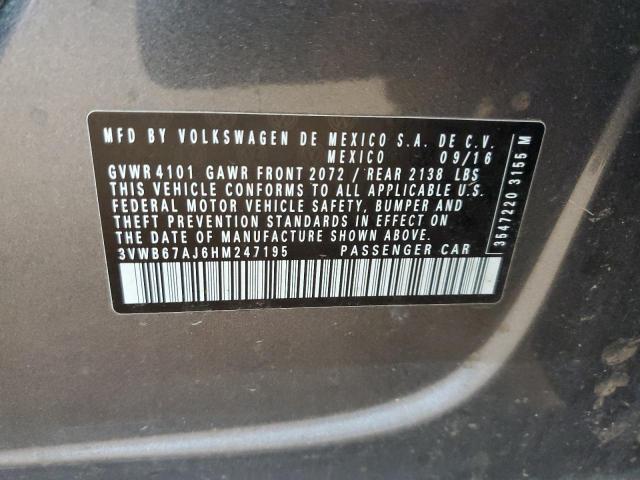 MFD BY VOLKSWAGEN DE MEXICO S.A. DE C.V.
MEXICO 09/16
GVWR 4101 GAWR FRONT 2072 / REAR 2138 LBS
THIS VEHICLE CONFORMS TO ALL APPLICABLE U.S.
FEDERAL MOTOR VEHICLE SAFETY, BUMPER AND
THEFT PREVENTION STANDARDS IN EFFECT ON
THE DATE OF MANUFACTURE SHOWN ABOVE.
3VWB67AJ6HM247195 PASSENGER CAR
3547220 3155 M